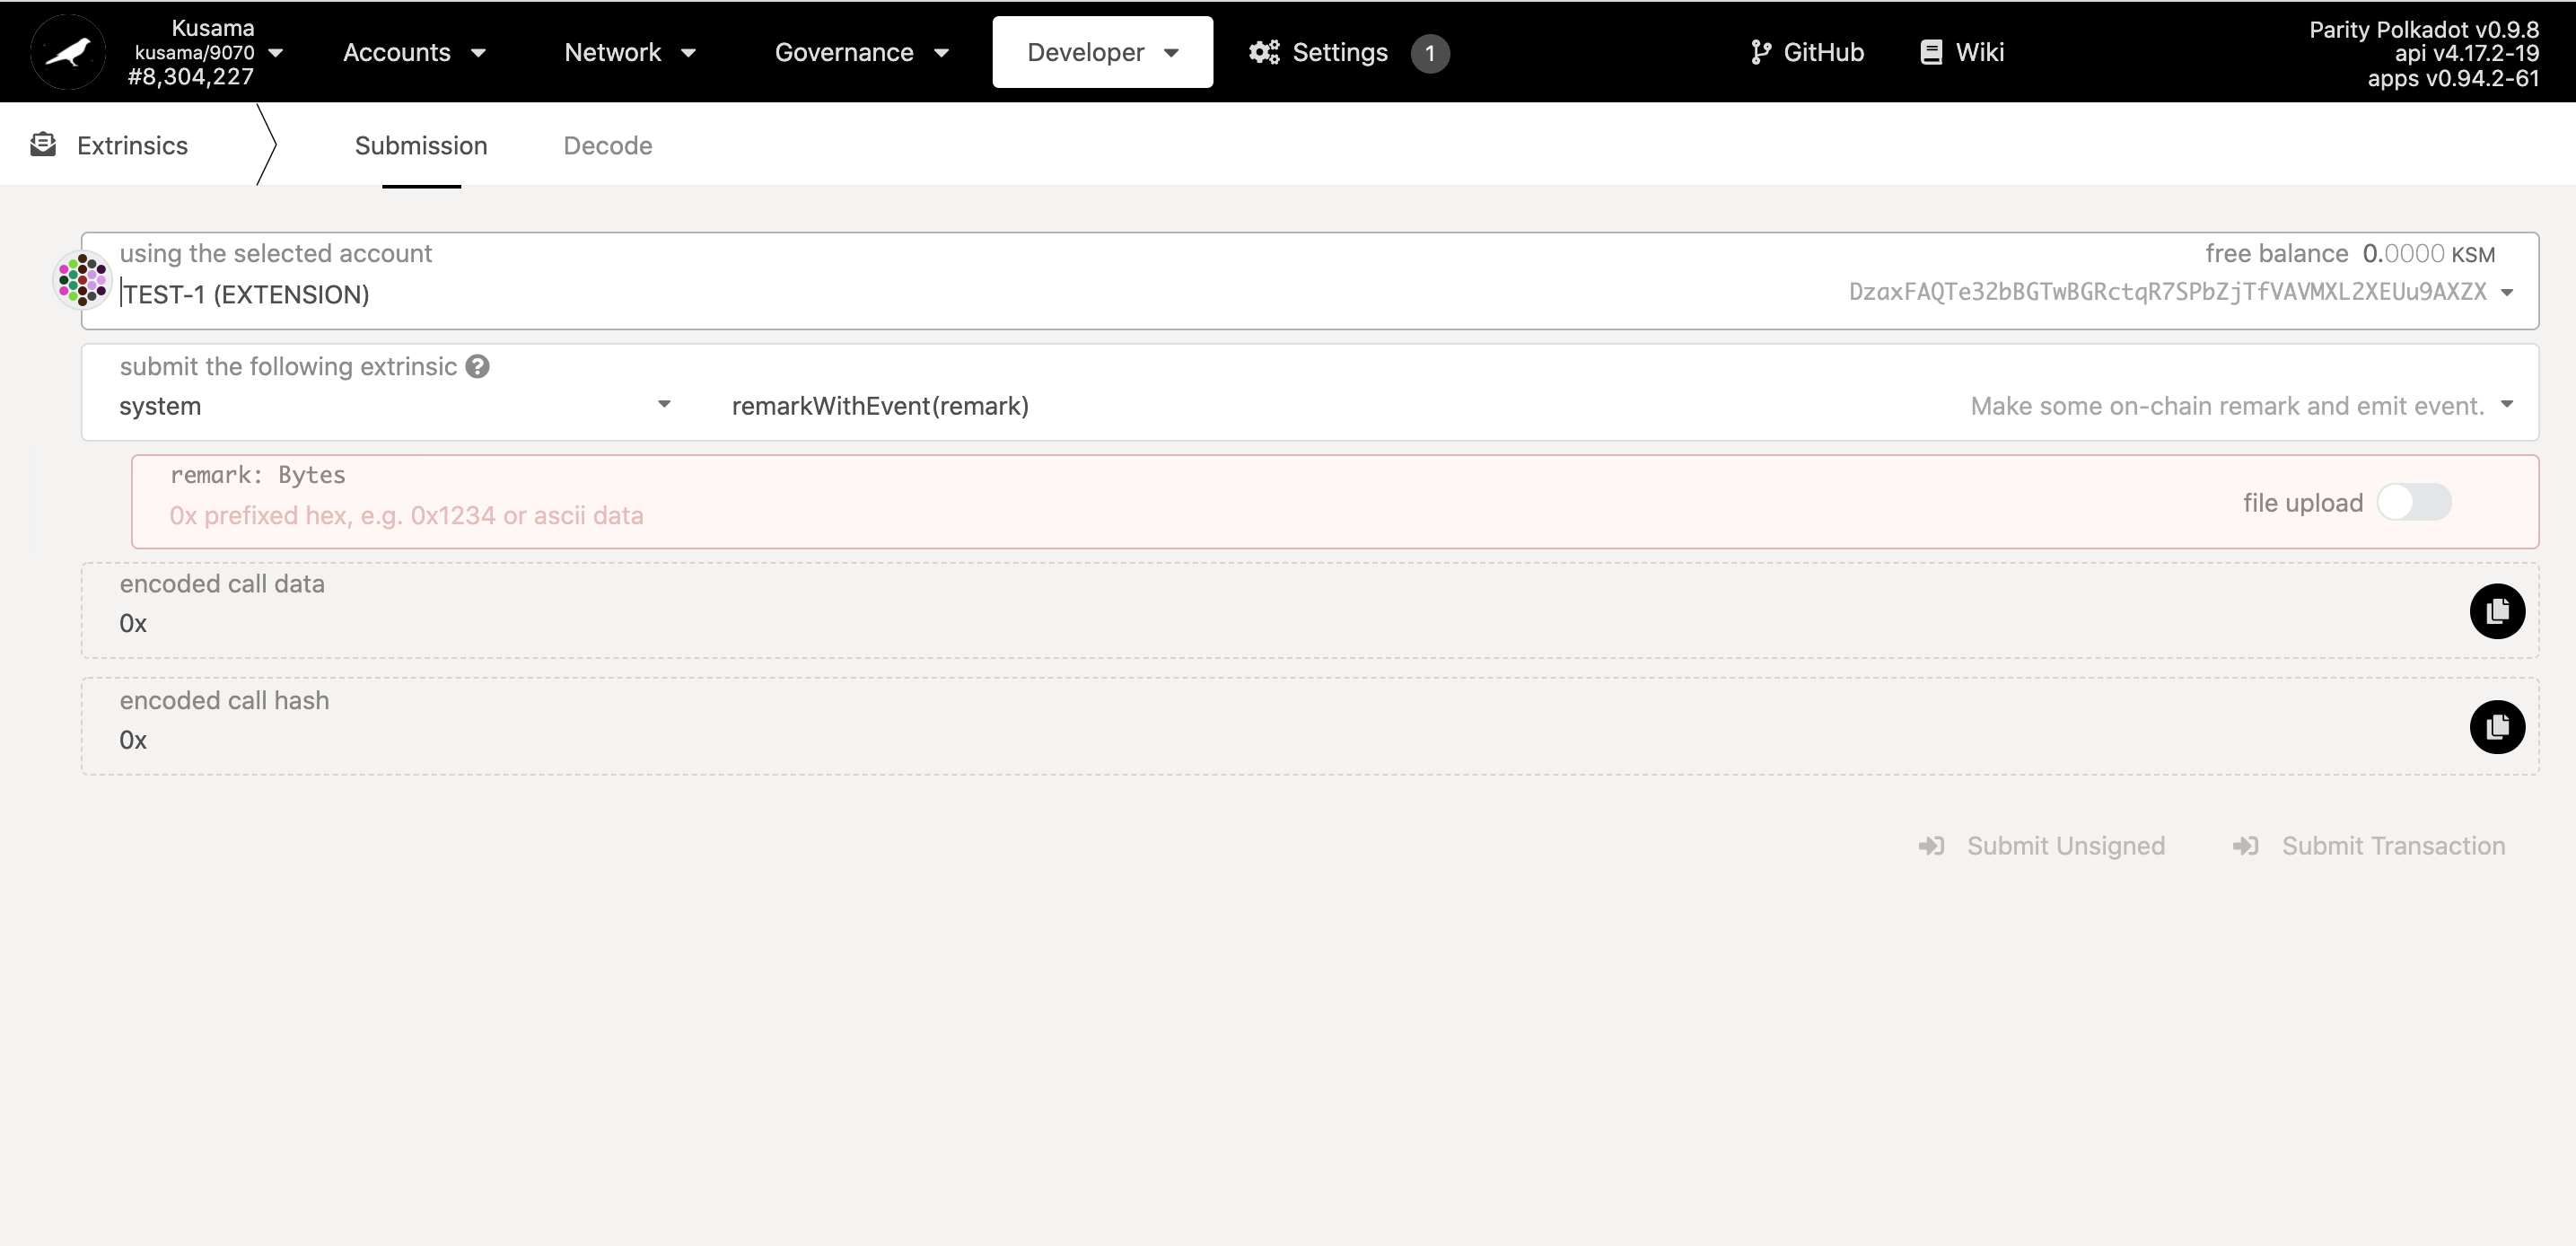 Kusama
kusama/9070
#8,304,227
Accounts
Network
Governance
Developer
Settings 1
GitHub
Wiki
Parity Polkadot v0.9.8
api v4.17.2-19
apps v0.94.2-61
Extrinsics
Submission
Decode
using the selected account
free balance 0.0000 KSM
TEST-1 (EXTENSION)
DzaxFAQTe32bBGTwBGRctqR7SPbZjTfVAVMXL2XEUu9AXZX
submit the following extrinsic ?
system
remarkWithEvent(remark)
Make some on-chain remark and emit event.
remark: Bytes
0x prefixed hex, e.g. 0x1234 or ascii data
file upload
encoded call data
0x
encoded call hash
0x
Submit Unsigned
Submit Transaction